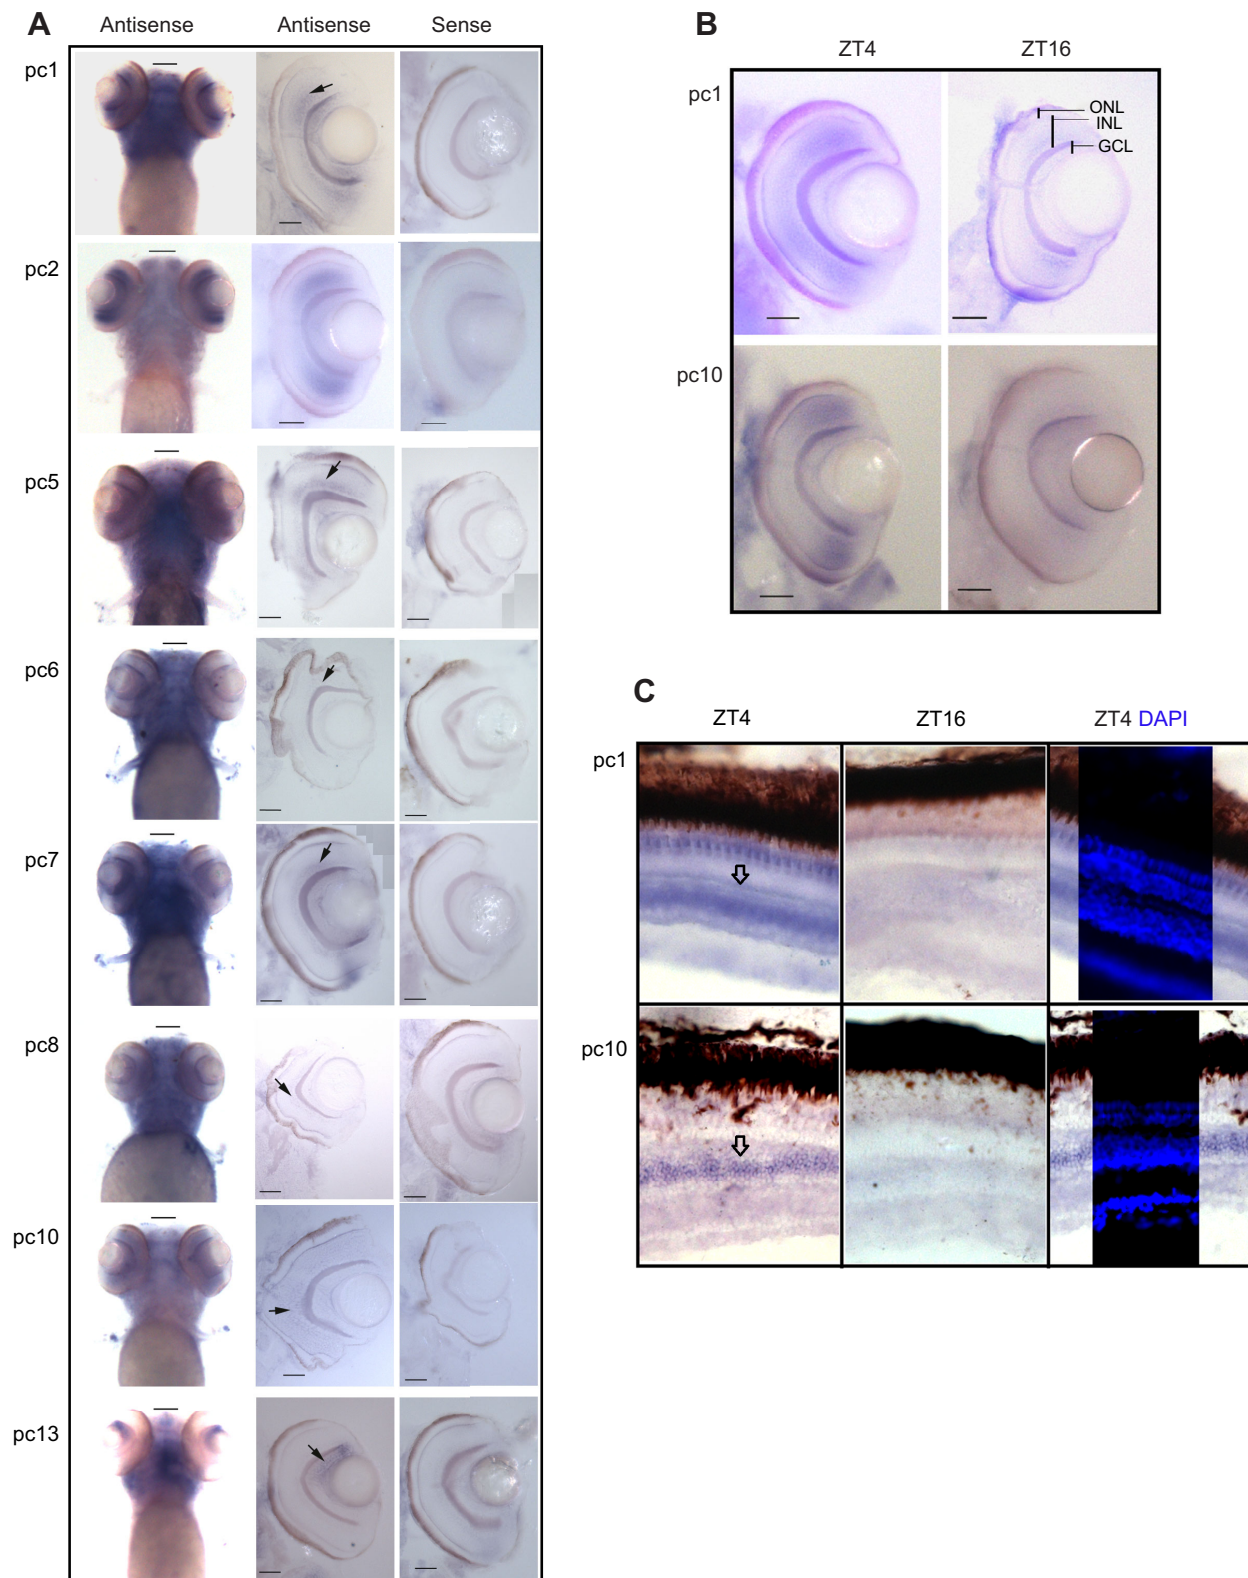 A
Antisense Antisense Sense
pc1
pc2
pc5
pc6
pc7
pc8
pc10
pc13
B
ZT4 ZT16
pc1
ONL
INL
GCL
pc10
C
ZT4 ZT16 ZT4 DAPI
pc1
pc10